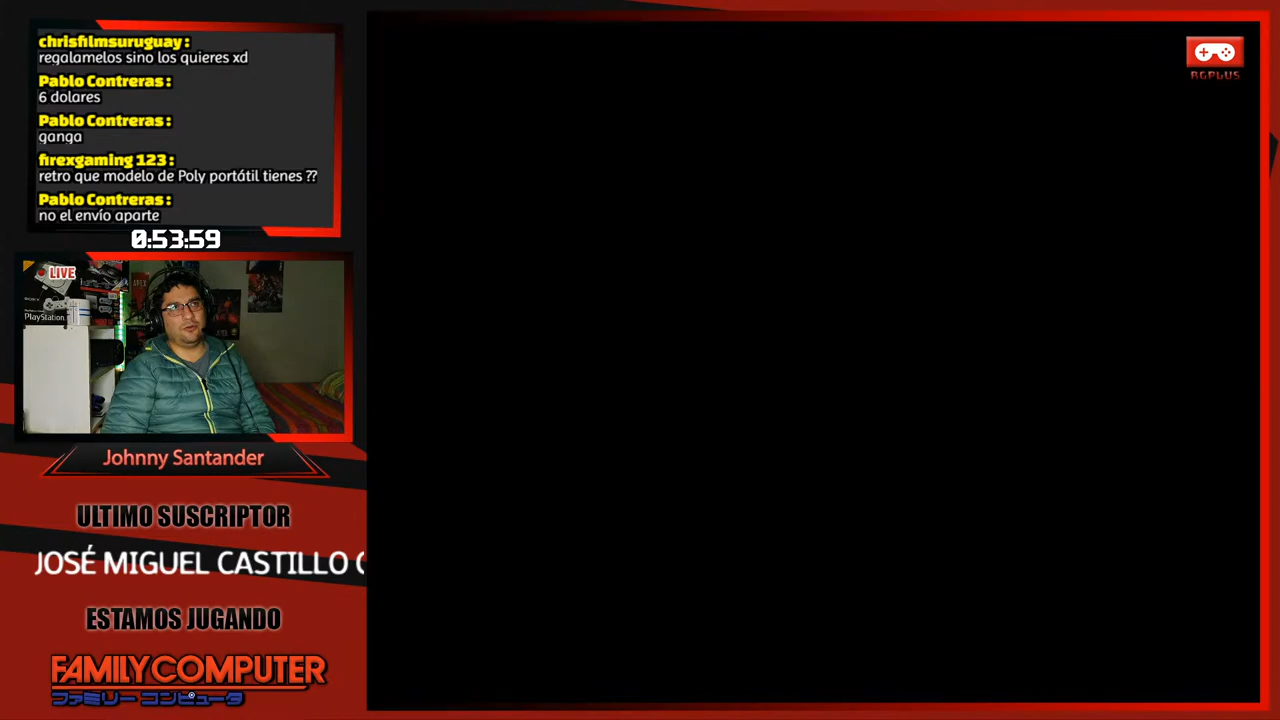 chrisfilmsuruguay :
regalamelos sino los quieres xd
Pablo Contreras :
6 dolares
Pablo Contreras :
ganga
firexgaming 123 :
retro que modelo de Poly portátil tienes ??
Pablo Contreras :
no el envío aparte
0:53:59
LIVE
PlayStation
Johnny Santander
ULTIMO SUSCRIPTOR
JOSÉ MIGUEL CASTILLO
ESTAMOS JUGANDO
FAMILY COMPUTER
ファミリー コンピュータ
RGPLUS